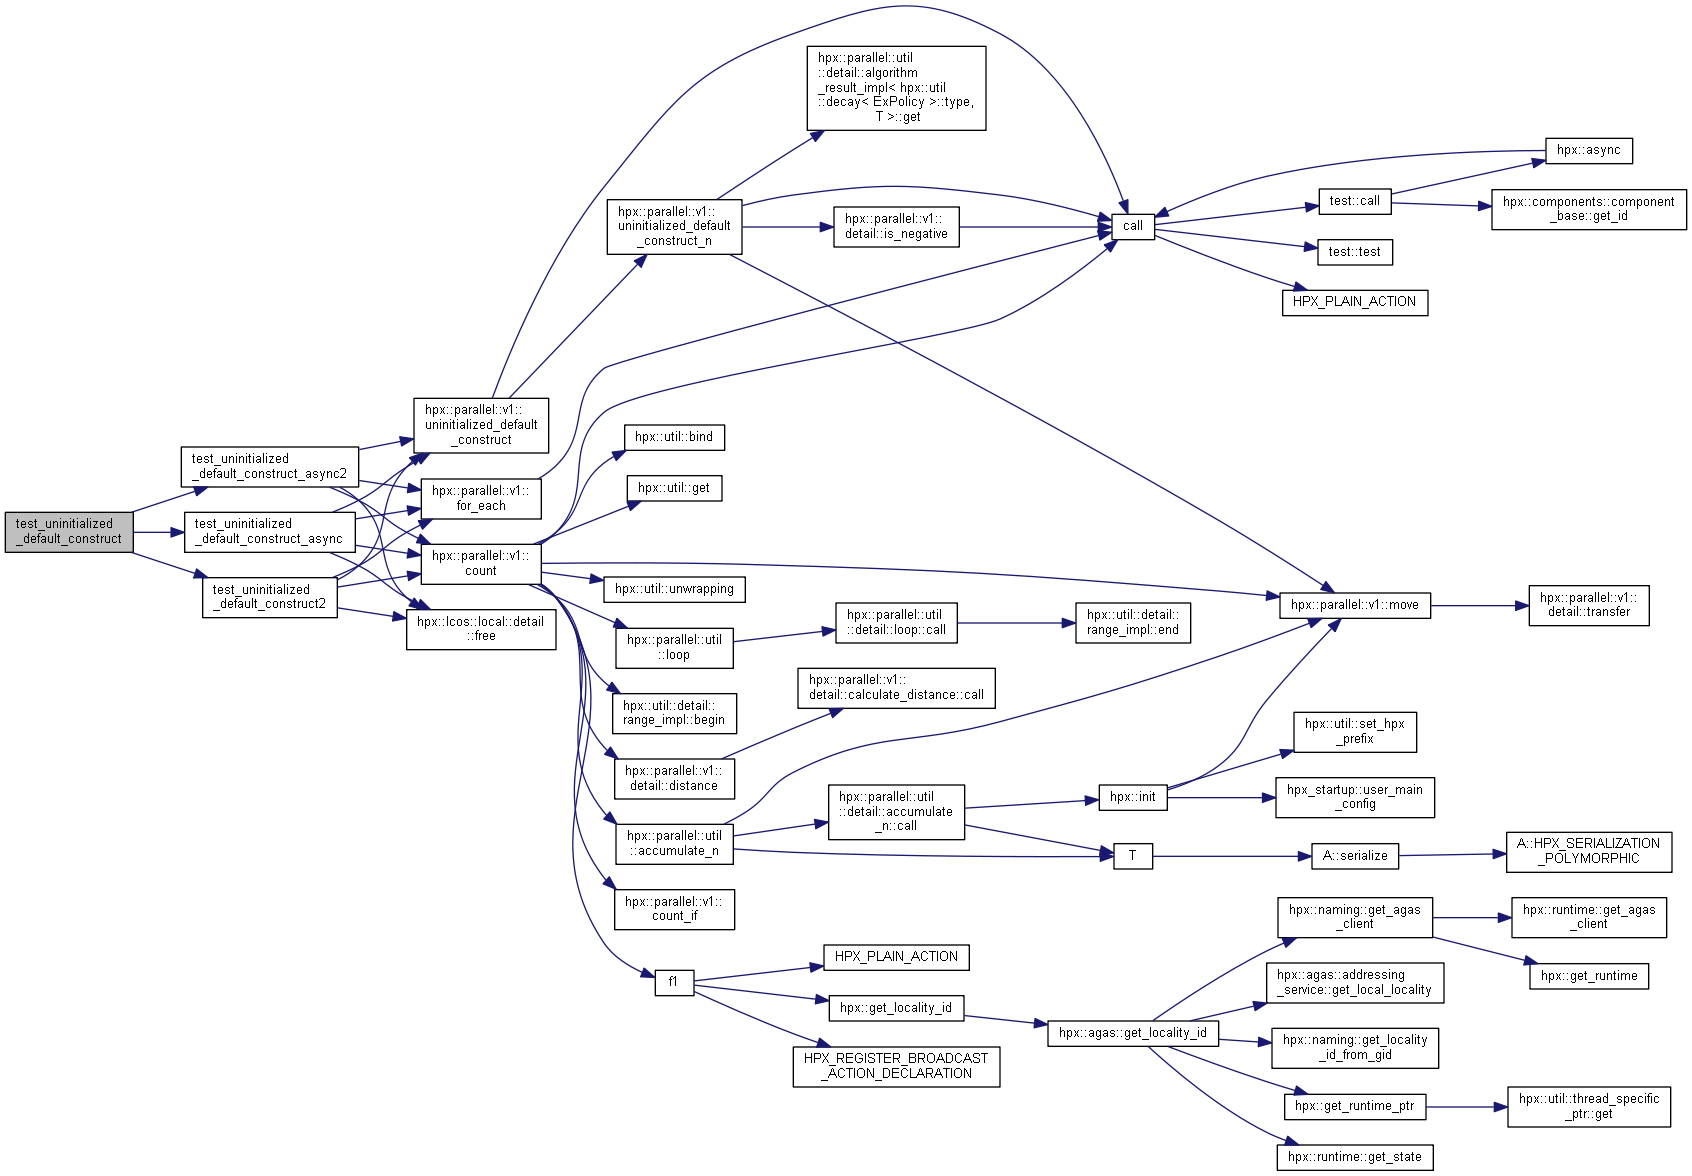 test_uninitialized
_default_construct
test_uninitialized
_default_construct_async2
test_uninitialized
_default_construct_async
test_uninitialized
_default_construct2
hpx::parallel::v1::
uninitialized_default
_construct
hpx::parallel::v1::
for_each
hpx::parallel::v1::
count
hpx::lcos::local::detail
::free
hpx::parallel::v1::
uninitialized_default
_construct_n
hpx::util::bind
hpx::util::get
hpx::util::unwrapping
hpx::parallel::util
::loop
hpx::util::detail::
range_impl::begin
hpx::parallel::v1::
detail::distance
hpx::parallel::util
::accumulate_n
hpx::parallel::v1::
count_if
f1
hpx::parallel::util
::detail::algorithm
_result_impl< hpx::util
::decay< ExPolicy >::type,
T >::get
hpx::parallel::v1::
detail::is_negative
hpx::parallel::util
::detail::loop::call
hpx::parallel::v1::
detail::calculate_distance::call
hpx::parallel::util
::detail::accumulate
_n::call
HPX_PLAIN_ACTION
hpx::get_locality_id
HPX_REGISTER_BROADCAST
_ACTION_DECLARATION
call
hpx::util::detail::
range_impl::end
hpx::init
T
hpx::agas::get_locality_id
test::call
test::test
HPX_PLAIN_ACTION
hpx::parallel::v1::move
hpx::util::set_hpx
_prefix
hpx_startup::user_main
_config
A::serialize
hpx::naming::get_agas
_client
hpx::agas::addressing
_service::get_local_locality
hpx::naming::get_locality
_id_from_gid
hpx::get_runtime_ptr
hpx::runtime::get_state
hpx::async
hpx::components::component
_base::get_id
hpx::parallel::v1::
detail::transfer
A::HPX_SERIALIZATION
_POLYMORPHIC
hpx::runtime::get_agas
_client
hpx::get_runtime
hpx::util::thread_specific
_ptr::get